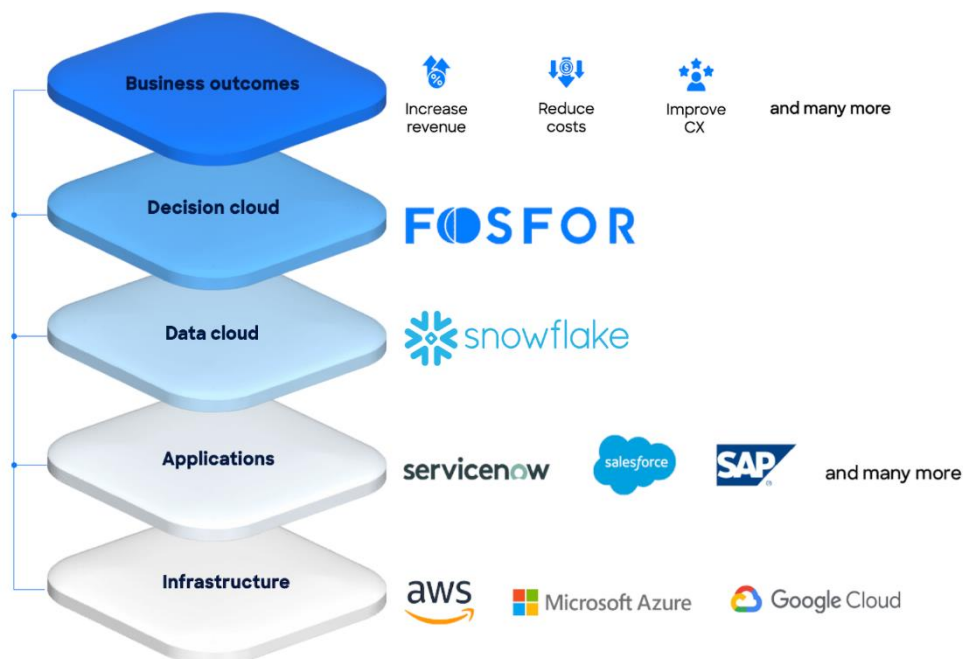 Business outcomes
%
$
Increase
revenue
Reduce
costs
Improve
CX
and many more
Decision cloud
FOSFOR
Data cloud
snowflake
Applications
servicenow
salesforce
SAP
and many more
Infrastructure
aws
Microsoft Azure
Google Cloud